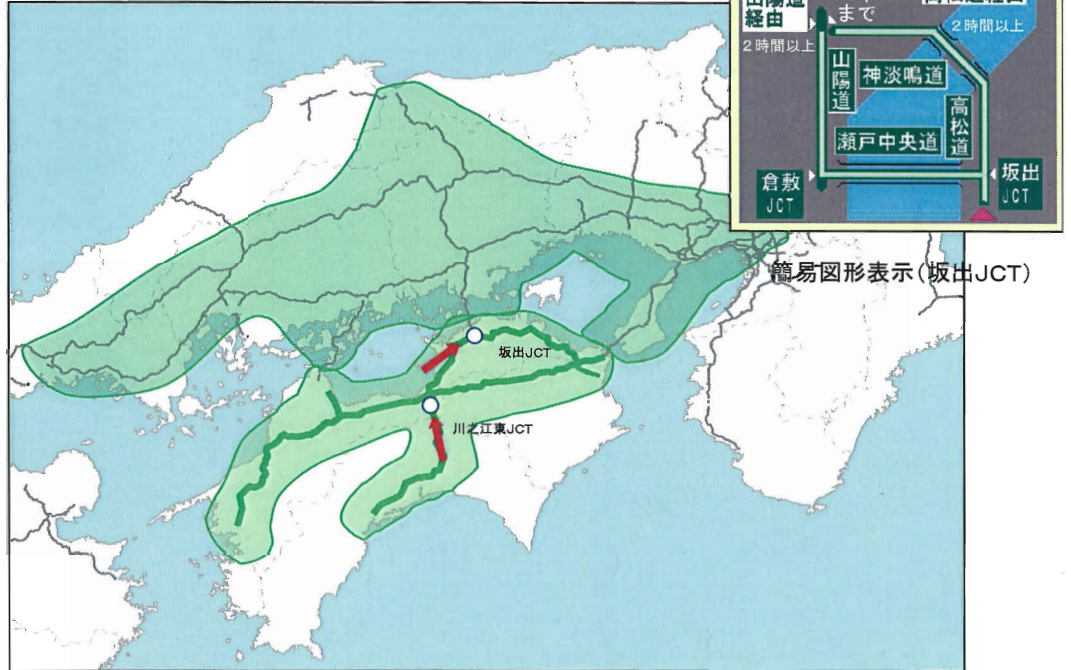 経由
まで
2時間以上
2時間以上
山陽道
神淡鳴道
高松道
瀬戸中央道
倉敷
JCT
坂出
JCT
簡易図形表示(坂出JCT)
坂出JCT
川之江東JCT